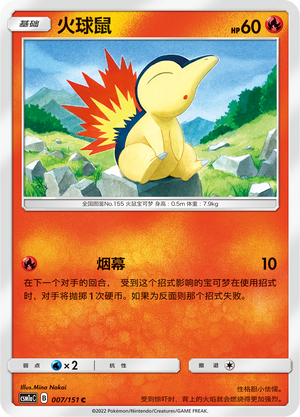 基础
火球鼠
HP60
全国图鉴No.155 火鼠宝可梦 身高：0.5m 体重：7.9kg
烟幕 10
在下一个对手的回合，受到这个招式影响的宝可梦在使用招
式时，对手将抛掷1次硬币。如果为反面则那个招式失败。
弱点 ×2 抗性 撤退
Illus.Mina Nakai
CSM1aC B 007/151 C
性格胆小怕懦。
受到惊吓时，背上的火焰就会燃烧得更加强烈。
©2022 Pokémon/Nintendo/Creatures/GAME FREAK.